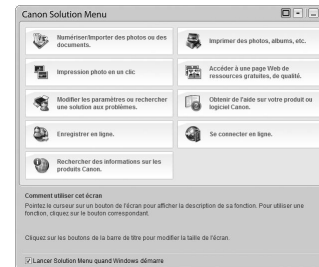 Canon Solution Menu
Numériser/Importer des photos ou des
documents.
Imprimer des photos, albums, etc.
Impression photo en un clic
Accéder à une page Web de
ressources gratuites, de qualité.
Modifier les paramètres ou rechercher
une solution aux problèmes.
Obtenir de l'aide sur votre produit ou
logiciel Canon.
Enregistrer en ligne.
Se connecter en ligne.
Rechercher des informations sur les
produits Canon.
Comment utiliser cet écran
Pointez le curseur sur un bouton de l'écran pour afficher la description de sa fonction. Pour utiliser une
fonction, cliquez sur le bouton correspondant.
Cliquez sur les boutons de la barre de titre pour modifier la taille de l'écran.
Lancer Solution Menu quand Windows démarre